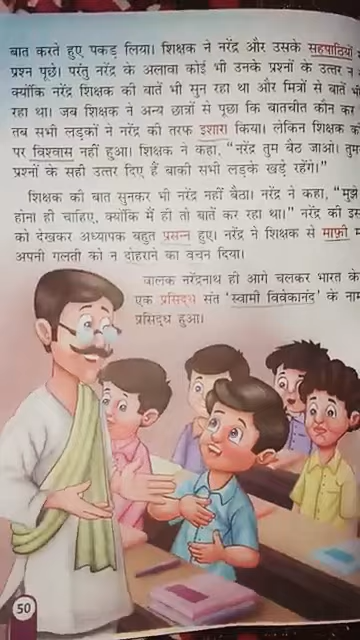 बात करते हुए पकड़ लिया। शिक्षक ने नरेंद्र और उसके सहपाठियों
प्रश्न पूछे। परंतु नरेंद्र के अलावा कोई भी उनके प्रश्नों के उत्तर न
क्योंकि नरेंद्र शिक्षक की बातें भी सुन रहा था और मित्रों से बातें भी
रहा था। जब शिक्षक ने अन्य छात्रों से पूछा कि बातचीत कौन कर
तब सभी लड़कों ने नरेंद्र की तरफ इशारा किया। लेकिन शिक्षक को
पर विश्वास नहीं हुआ। शिक्षक ने कहा, “नरेंद्र तुम बैठ जाओ। तुम
प्रश्नों के सही उत्तर दिए हैं बाकी सभी लड़के खड़े रहेंगे।”
शिक्षक की बात सुनकर भी नरेंद्र नहीं बैठा। नरेंद्र ने कहा, “मुझे
होना ही चाहिए, क्योंकि मैं ही तो बातें कर रहा था।” नरेंद्र की इस
को देखकर अध्यापक बहुत प्रसन्न हुए। नरेंद्र ने शिक्षक से माफ़ी
अपनी गलती को न दोहराने का वचन दिया।
बालक नरेंद्रनाथ ही आगे चलकर भारत के
एक प्रसिद्ध संत ‘स्वामी विवेकानंद’ के नाम
प्रसिद्ध हुआ।
50